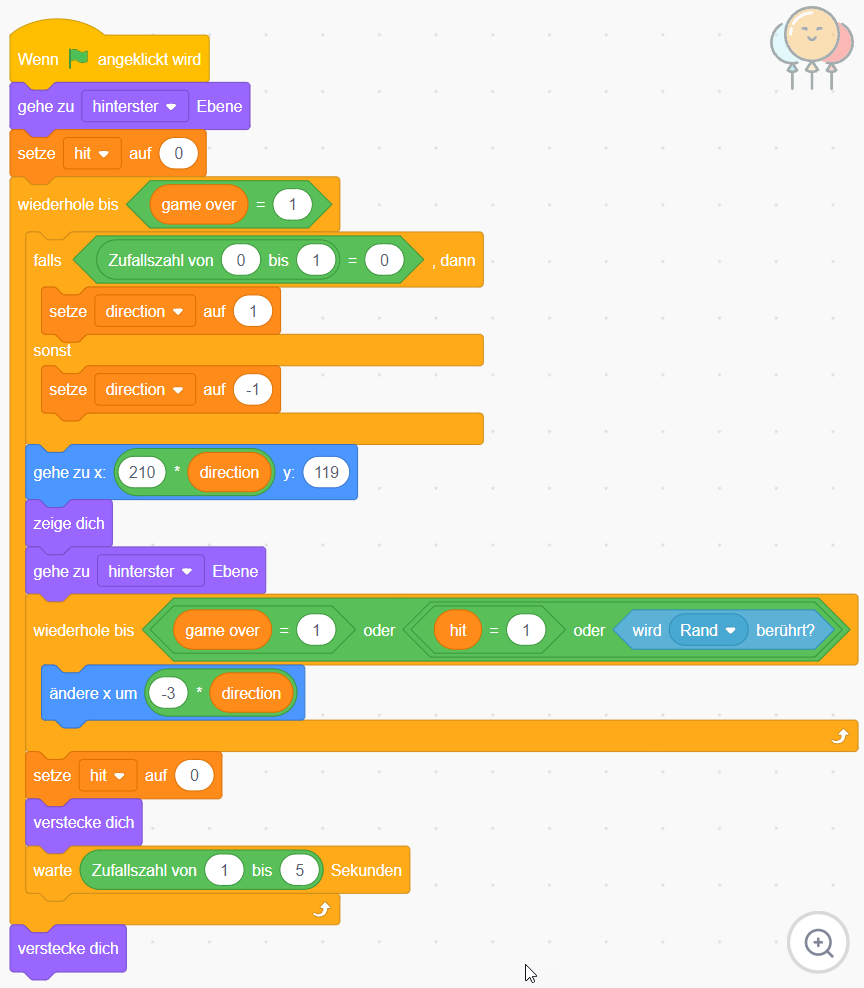 Wenn angeklickt wird
gehe zu hinterster Ebene
setze hit auf 0
wiederhole bis game over = 1
falls Zufallszahl von 0 bis 1 = 0 , dann
setze direction auf 1
sonst
setze direction auf -1
gehe zu x: 210 * direction y: 119
zeige dich
gehe zu hinterster Ebene
wiederhole bis game over = 1 oder hit = 1 oder wird Rand berührt?
ändere x um -3 * direction
setze hit auf 0
verstecke dich
warte Zufallszahl von 1 bis 5 Sekunden
verstecke dich